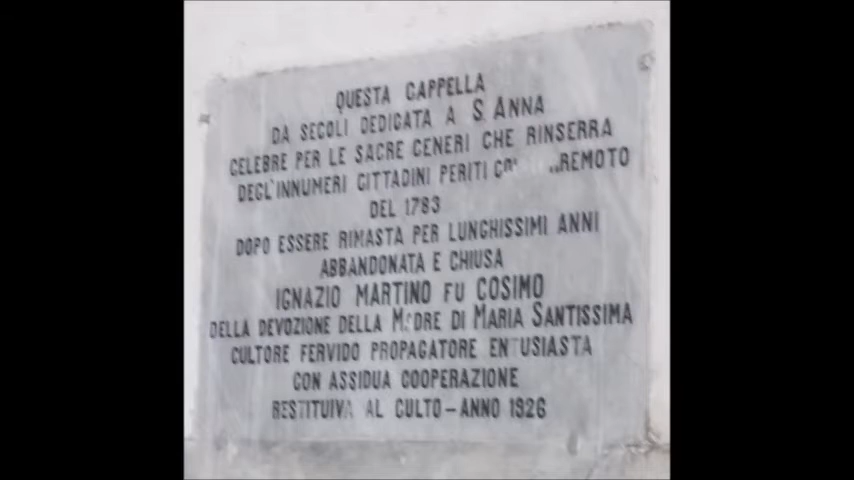 QUESTA CAPPELLA
DA SECOLI DEDICATA A S. ANNA
CELEBRE PER LE SACRE CENERI CHE RINSERRA
DEGL'INNUMERI CITTADINI PERITI REMOTO
DEL 1783
DOPO ESSERE RIMASTA PER LUNGHISSIMI ANNI
ABBANDONATA E CHIUSA
IGNAZIO MARTINO FU COSIMO
DELLA DEVOZIONE DELLA MADRE DI MARIA SANTISSIMA
CULTORE FERVIDO PROPAGATORE ENTUSIASTA
CON ASSIDUA COOPERAZIONE
RESTITUIVA AL CULTO - ANNO 1926